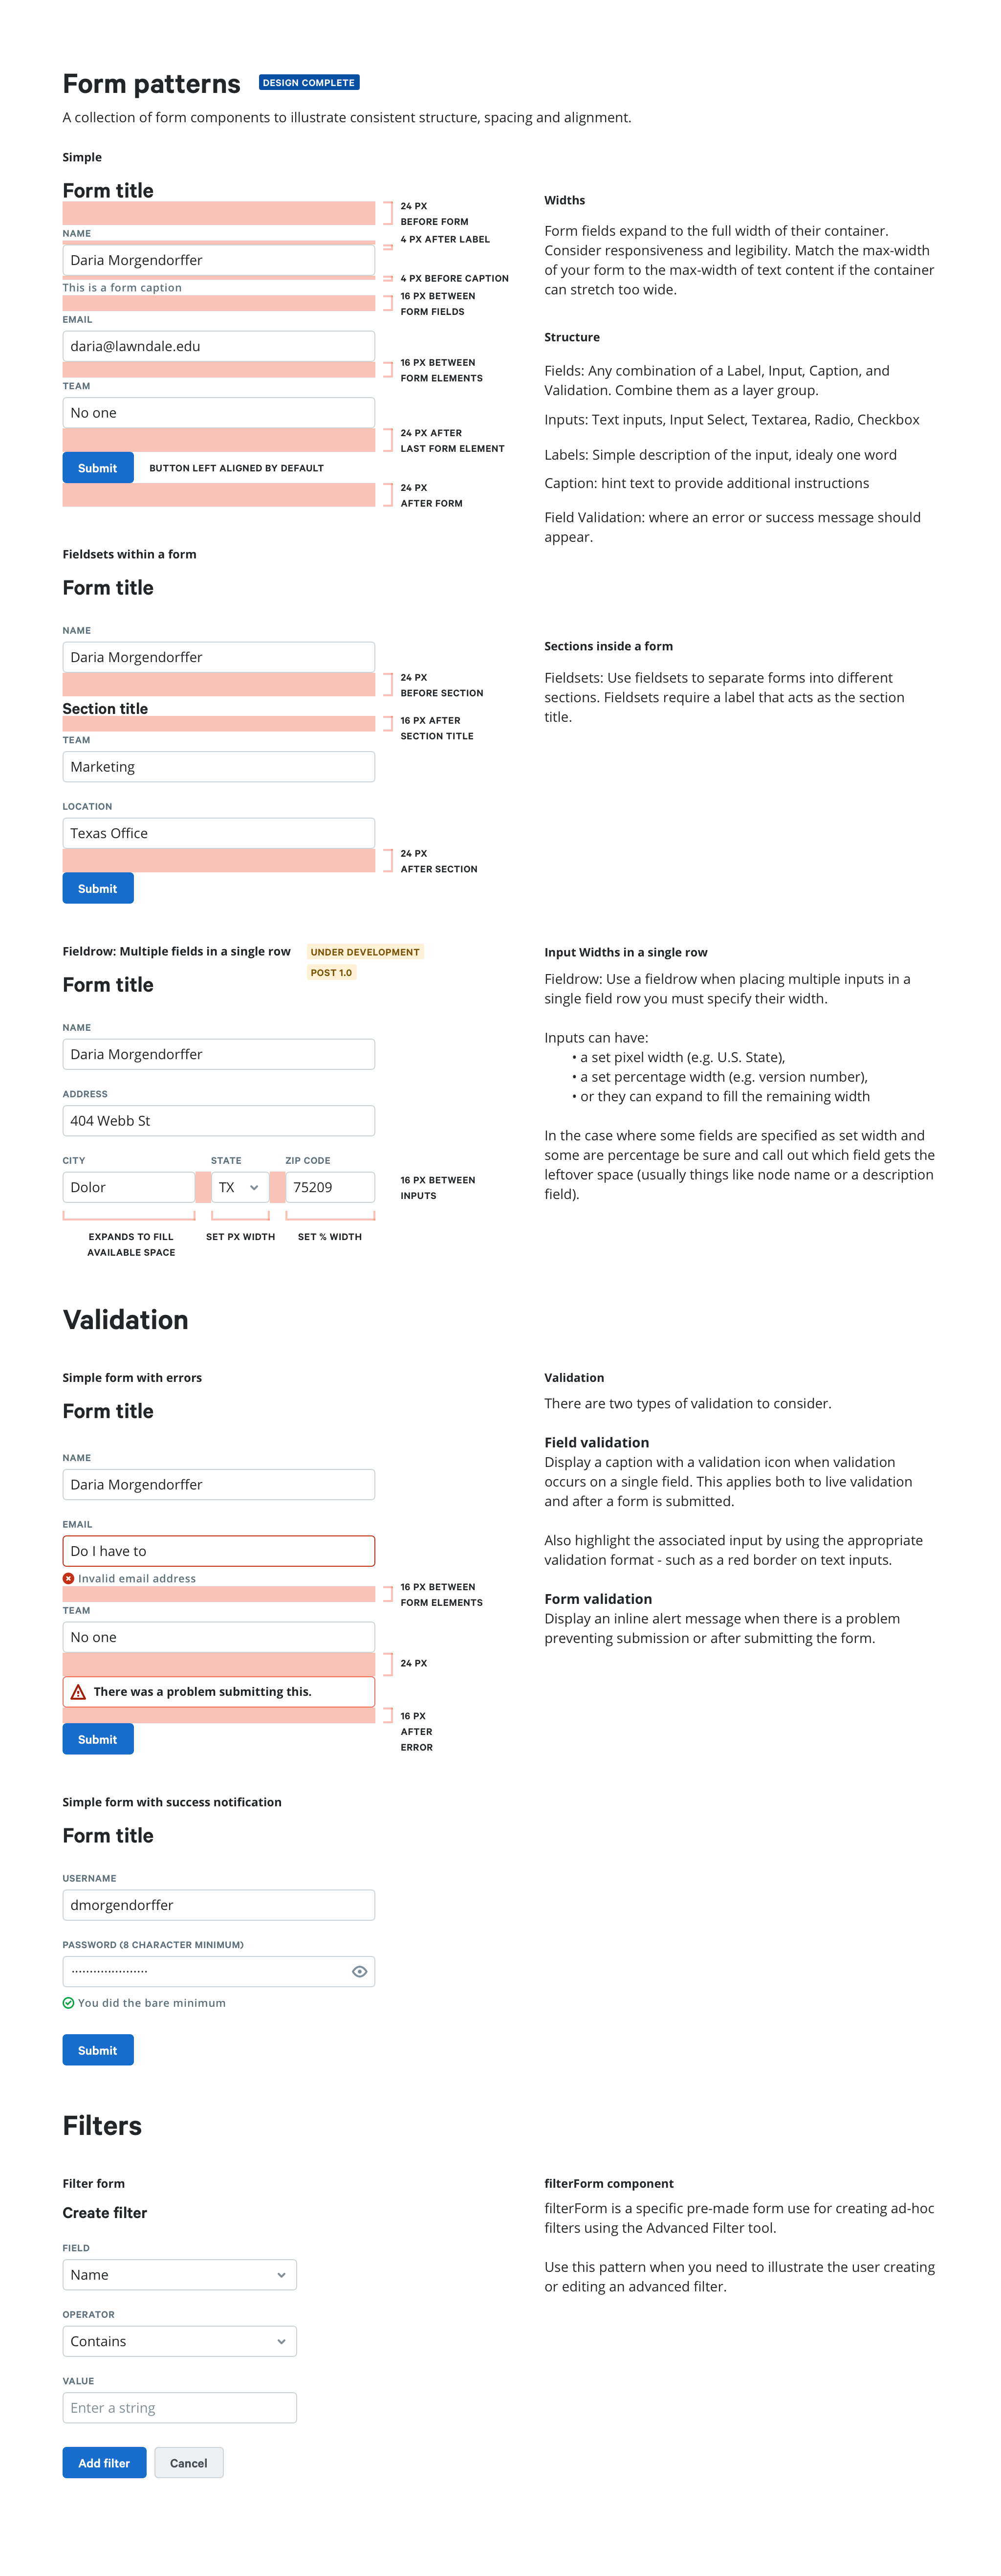 Form patterns
DESIGN COMPLETE
A collection of form components to illustrate consistent structure, spacing and alignment.
Simple
Form title
24 PX
BEFORE FORM
NAME
4 PX AFTER LABEL
Daria Morgendorffer
4 PX BEFORE CAPTION
This is a form caption
16 PX BETWEEN
FORM FIELDS
EMAIL
daria@lawndale.edu
16 PX BETWEEN
FORM ELEMENTS
TEAM
No one
24 PX AFTER
LAST FORM ELEMENT
Submit
BUTTON LEFT ALIGNED BY DEFAULT
24 PX
AFTER FORM
Widths
Form fields expand to the full width of their container.
Consider responsiveness and legibility. Match the max-width
of your form to the max-width of text content if the container
can stretch too wide.
Structure
Fields: Any combination of a Label, Input, Caption, and
Validation. Combine them as a layer group.
Inputs: Text inputs, Input Select, Textarea, Radio, Checkbox
Labels: Simple description of the input, idealy one word
Caption: hint text to provide additional instructions
Field Validation: where an error or success message should
appear.
Fieldsets within a form
Form title
NAME
Daria Morgendorffer
24 PX
BEFORE SECTION
Section title
16 PX AFTER
SECTION TITLE
TEAM
Marketing
LOCATION
Texas Office
24 PX
AFTER SECTION
Submit
Sections inside a form
Fieldsets: Use fieldsets to separate forms into different
sections. Fieldsets require a label that acts as the section
title.
Fieldrow: Multiple fields in a single row
UNDER DEVELOPMENT
POST 1.0
Form title
NAME
Daria Morgendorffer
ADDRESS
404 Webb St
CITY
STATE
ZIP CODE
Dolor
TX
75209
16 PX BETWEEN
INPUTS
EXPANDS TO FILL
AVAILABLE SPACE
SET PX WIDTH
SET % WIDTH
Input Widths in a single row
Fieldrow: Use a fieldrow when placing multiple inputs in a
single field row you must specify their width.
Inputs can have:
• a set pixel width (e.g. U.S. State),
• a set percentage width (e.g. version number),
• or they can expand to fill the remaining width
In the case where some fields are specified as set width and
some are percentage be sure and call out which field gets the
leftover space (usually things like node name or a description
field).
Validation
Simple form with errors
Form title
NAME
Daria Morgendorffer
EMAIL
Do I have to
Invalid email address
16 PX BETWEEN
FORM ELEMENTS
TEAM
No one
24 PX
There was a problem submitting this.
16 PX
AFTER
ERROR
Submit
Validation
There are two types of validation to consider.
Field validation
Display a caption with a validation icon when validation
occurs on a single field. This applies both to live validation
and after a form is submitted.
Also highlight the associated input by using the appropriate
validation format - such as a red border on text inputs.
Form validation
Display an inline alert message when there is a problem
preventing submission or after submitting the form.
Simple form with success notification
Form title
USERNAME
dmorgendorffer
PASSWORD (8 CHARACTER MINIMUM)
You did the bare minimum
Submit
Filters
Filter form
Create filter
FIELD
Name
OPERATOR
Contains
VALUE
Enter a string
Add filter
Cancel
filterForm component
filterForm is a specific pre-made form use for creating ad-hoc
filters using the Advanced Filter tool.
Use this pattern when you need to illustrate the user creating
or editing an advanced filter.